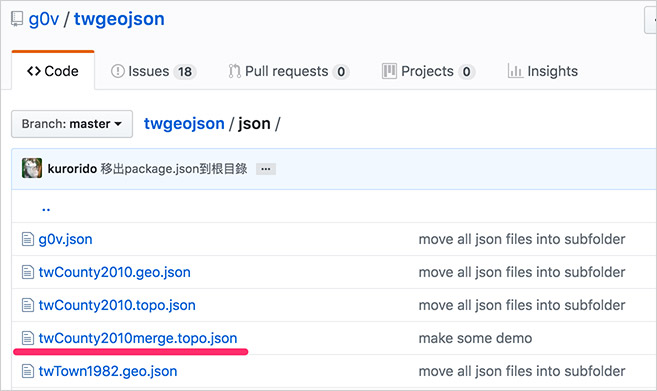 g0v / twgeojson
Code Issues 18 Pull requests 0 Projects 0 Insights
Branch: master twgeojson / json /
kurorido 移出package.json到根目錄 ...
..
g0v.json move all json files into subfolder
twCounty2010.geo.json move all json files into subfolder
twCounty2010.topo.json move all json files into subfolder
twCounty2010merge.topo.json make some demo
twTown1982.geo.json move all json files into subfolder